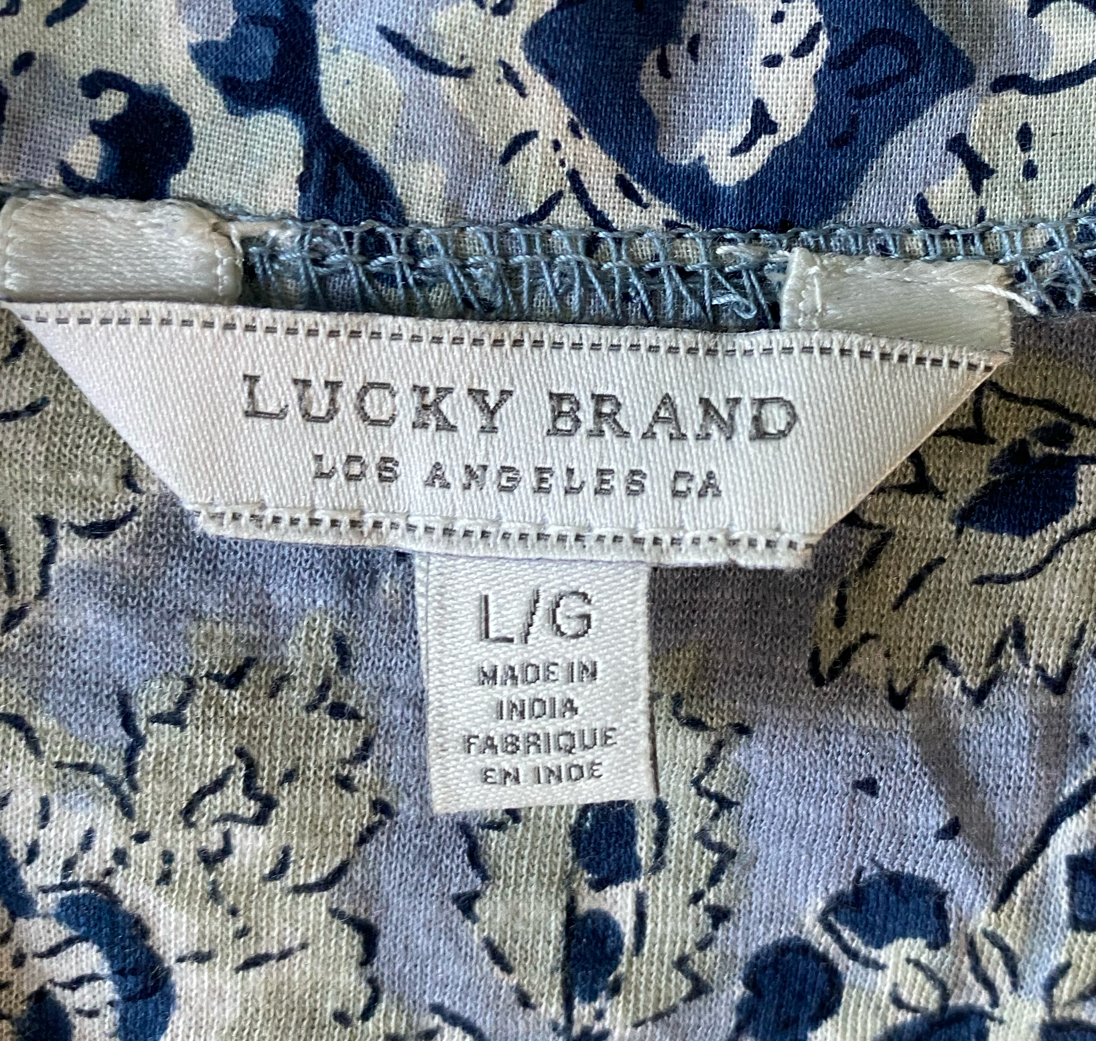 LUCKY BRAND
LOS ANGELES CA
L/G
MADE IN
INDIA
FABRIQUE
EN INDE